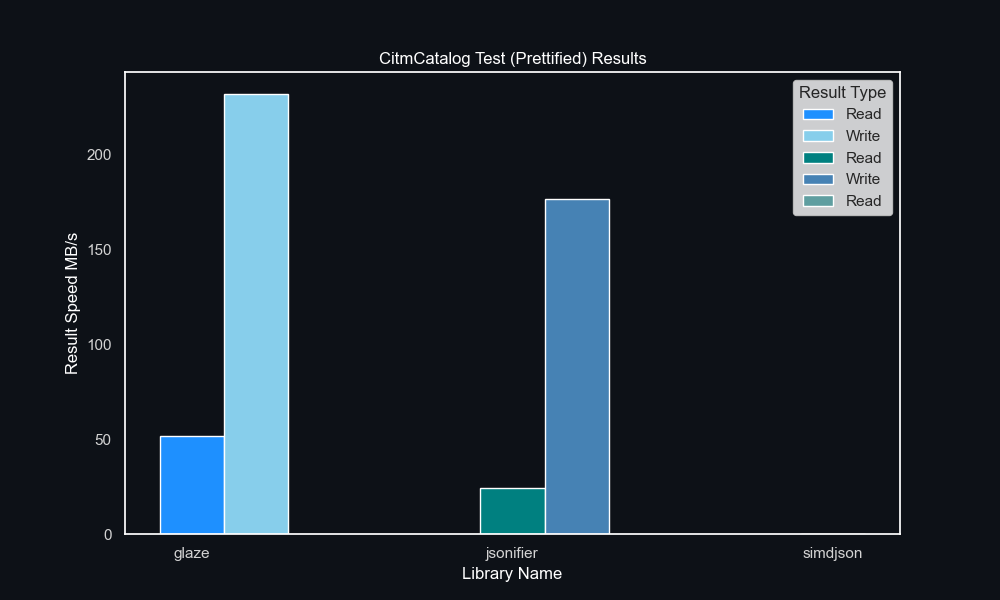 CitmCatalog Test (Prettified) Results
Result Type
Read
Write
Read
Write
Read
200
150
100
50
0
Result Speed MB/s
glaze
jsonifier
simdjson
Library Name